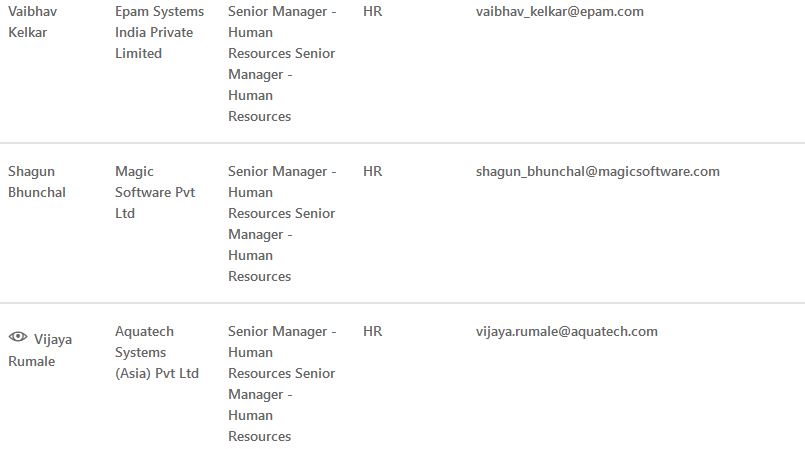 Vaibhav Kelkar	Epam Systems India Private Limited	Senior Manager - Human Resources Senior Manager - Human Resources	HR	vaibhav_kelkar@epam.com
Shagun Bhunchal	Magic Software Pvt Ltd	Senior Manager - Human Resources Senior Manager - Human Resources	HR	shagun_bhunchal@magicsoftware.com
Vijaya Rumale	Aquatech Systems (Asia) Pvt Ltd	Senior Manager - Human Resources Senior Manager - Human Resources	HR	vijaya.rumale@aquatech.com